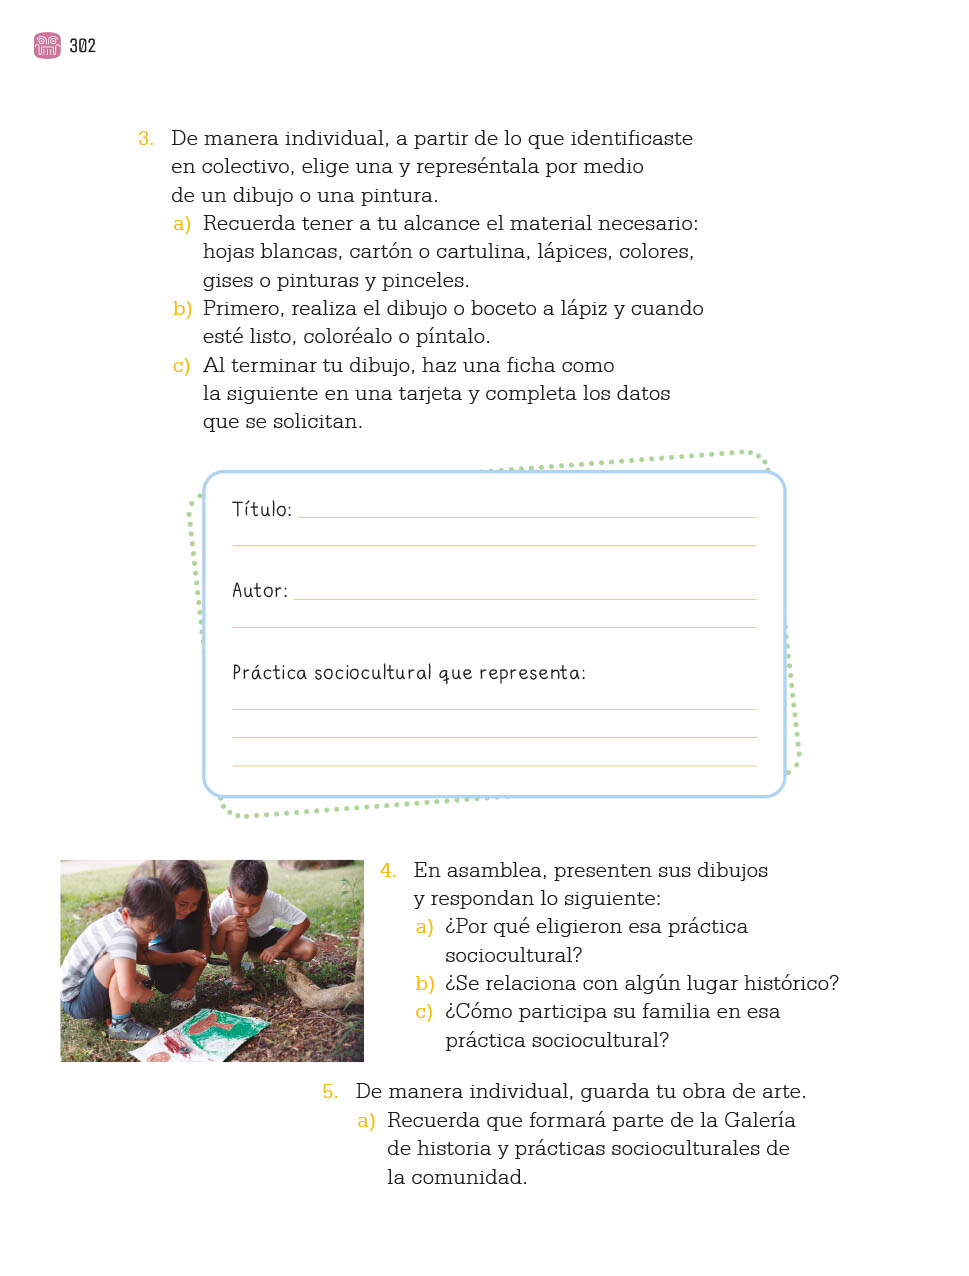 302
3. De manera individual, a partir de lo que identificaste
en colectivo, elige una y represéntala por medio
de un dibujo o una pintura.
a) Recuerda tener a tu alcance el material necesario:
hojas blancas, cartón o cartulina, lápices, colores,
gises o pinturas y pinceles.
b) Primero, realiza el dibujo o boceto a lápiz y cuando
esté listo, coloréalo o píntalo.
c) Al terminar tu dibujo, haz una ficha como
la siguiente en una tarjeta y completa los datos
que se solicitan.
Título:
Autor:
Práctica sociocultural que representa:
4. En asamblea, presenten sus dibujos
y respondan lo siguiente:
a) ¿Por qué eligieron esa práctica
sociocultural?
b) ¿Se relaciona con algún lugar histórico?
c) ¿Cómo participa su familia en esa
práctica sociocultural?
5. De manera individual, guarda tu obra de arte.
a) Recuerda que formará parte de la Galería
de historia y prácticas socioculturales de
la comunidad.